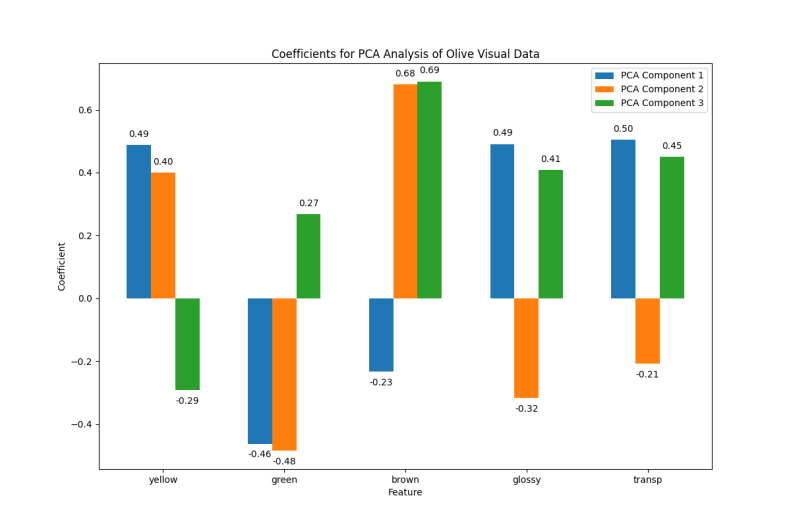 Coefficients for PCA Analysis of Olive Visual Data
PCA Component 1
PCA Component 2
PCA Component 3
Coefficient
0.6
0.4
0.2
0.0
−0.2
−0.4
0.49
0.40
-0.29
-0.46
-0.48
0.27
-0.23
0.68
0.69
0.49
-0.32
0.41
0.50
-0.21
0.45
yellow
green
brown
glossy
transp
Feature